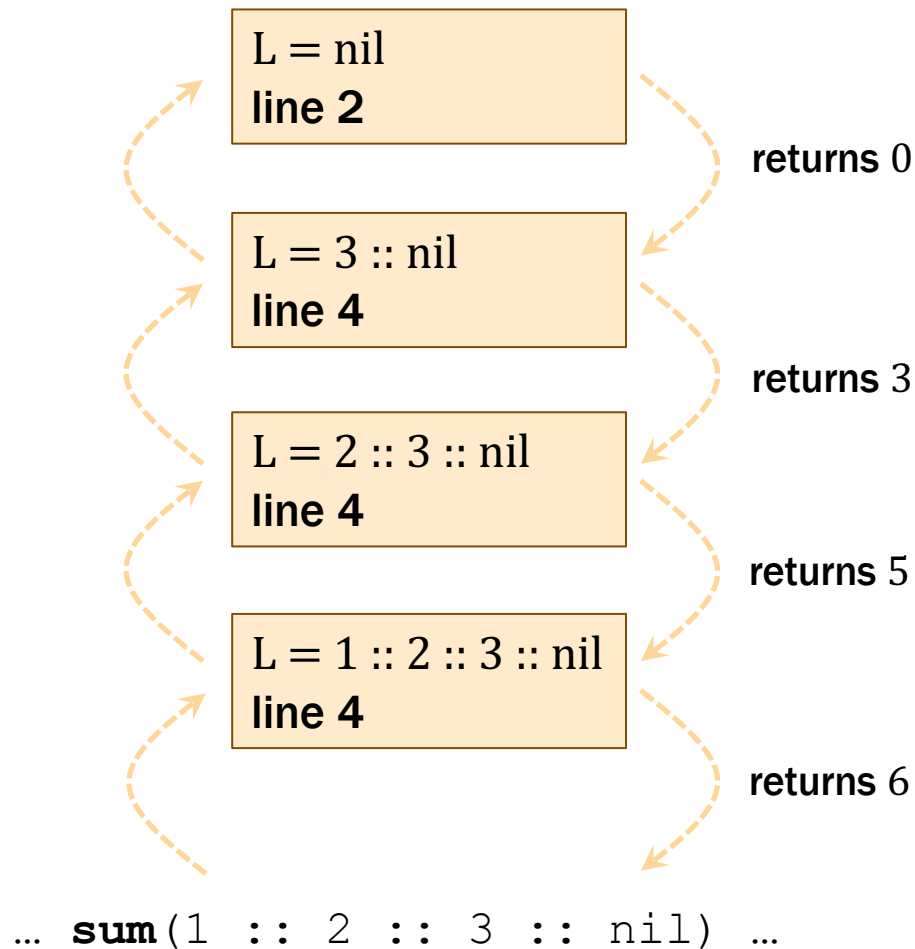 L = nil
line 2
returns 0
L = 3 :: nil
line 4
returns 3
L = 2 :: 3 :: nil
line 4
returns 5
L = 1 :: 2 :: 3 :: nil
line 4
returns 6
… sum(1 :: 2 :: 3 :: nil) …